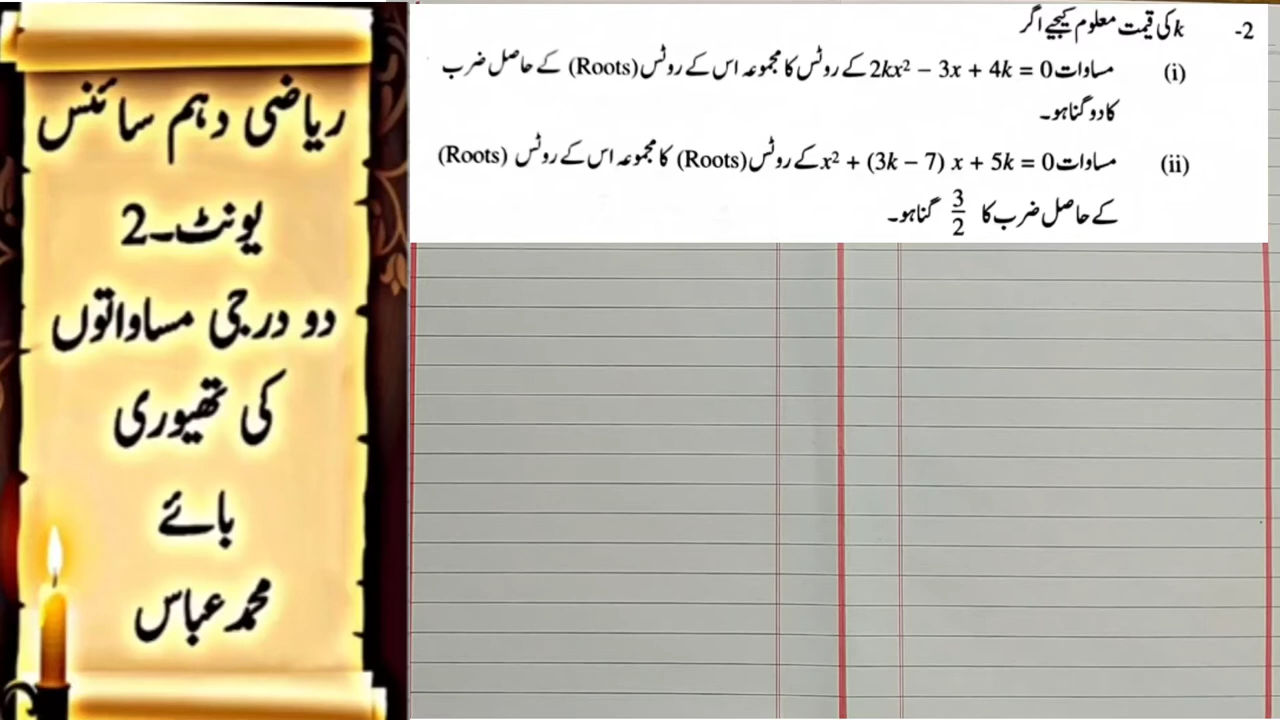 ریاضی دہم سائنس
یونٹ۔2
دو درجی مساواتوں
کی تھیوری
بائے
محمد عباس
-2 k کی قیمت معلوم کیجیے اگر
(i) مساوات 2kx² − 3x + 4k = 0 کے روٹس کا مجموعہ اس کے روٹس (Roots) کے حاصل ضرب
کا دو گنا ہو۔
(ii) مساوات x² + (3k − 7) x + 5k = 0 کے روٹس (Roots) کا مجموعہ اس کے روٹس (Roots)
کے حاصل ضرب کا 3/2 گنا ہو۔